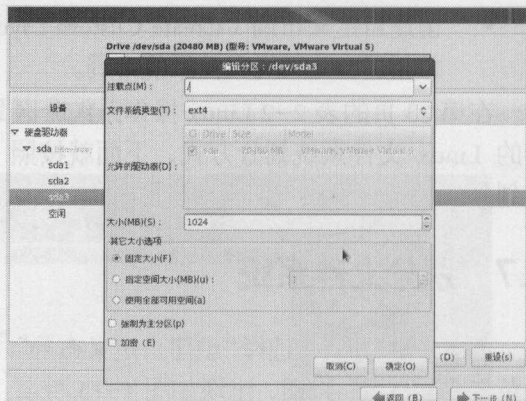 Drive /dev/sda (20480 MB) (型号: VMware, VMware Virtual S)
编辑分区：/dev/sda3
挂载点(M)： /
文件系统类型(T)： ext4
Drive Size Model
sda 20480 MB VMware, VMware Virtual S
允许的驱动器(D)：
设备
硬盘驱动器
sda
sda1
sda2
sda3
空闲
大小(MB)(S)： 1024
其它大小选项
固定大小(F)
指定空间大小(MB)(u)： 1
使用全部可用空间(a)
强制为主分区(p)
加密（E)
取消(C) 确定(O)
(D) 重设(s)
返回（B） 下一步（N)